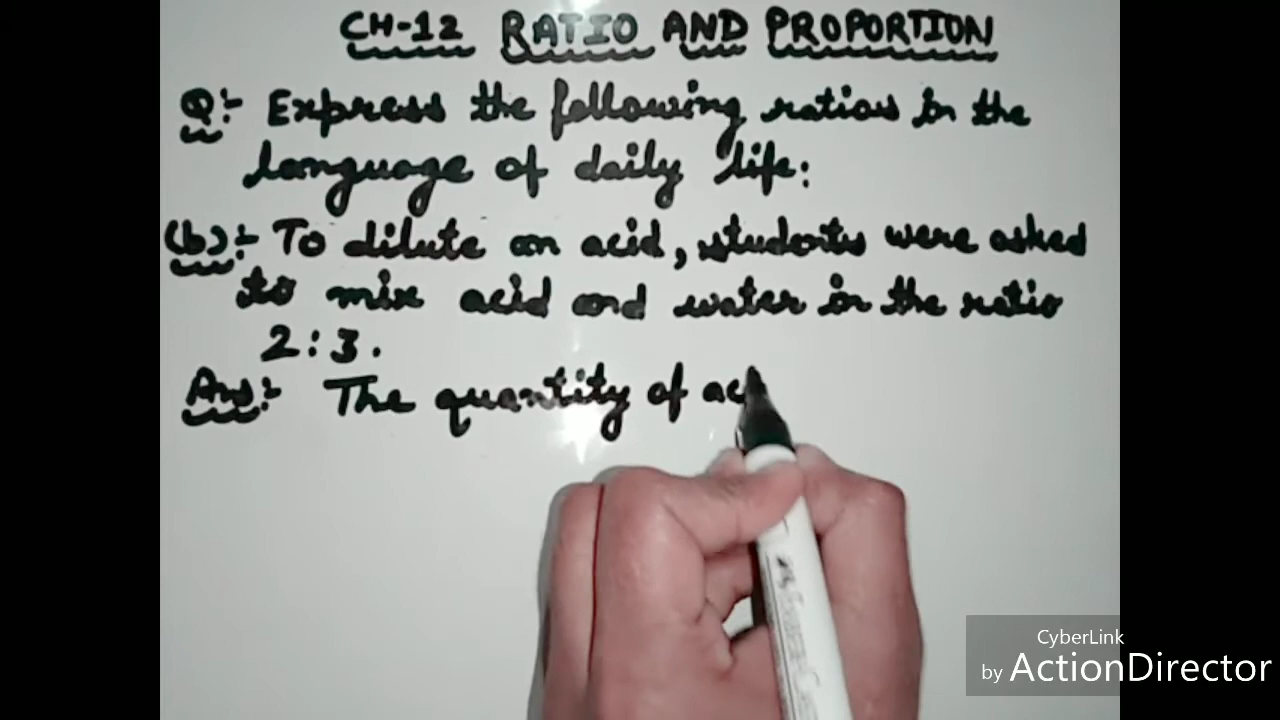 CH-12 RATIO AND PROPORTION
Q:- Express the following ratios in the
language of daily life:
(b):- To dilute an acid, students were asked
to mix acid and water in the ratio
2:3.
Ans:- The quantity of ac
CyberLink
by ActionDirector